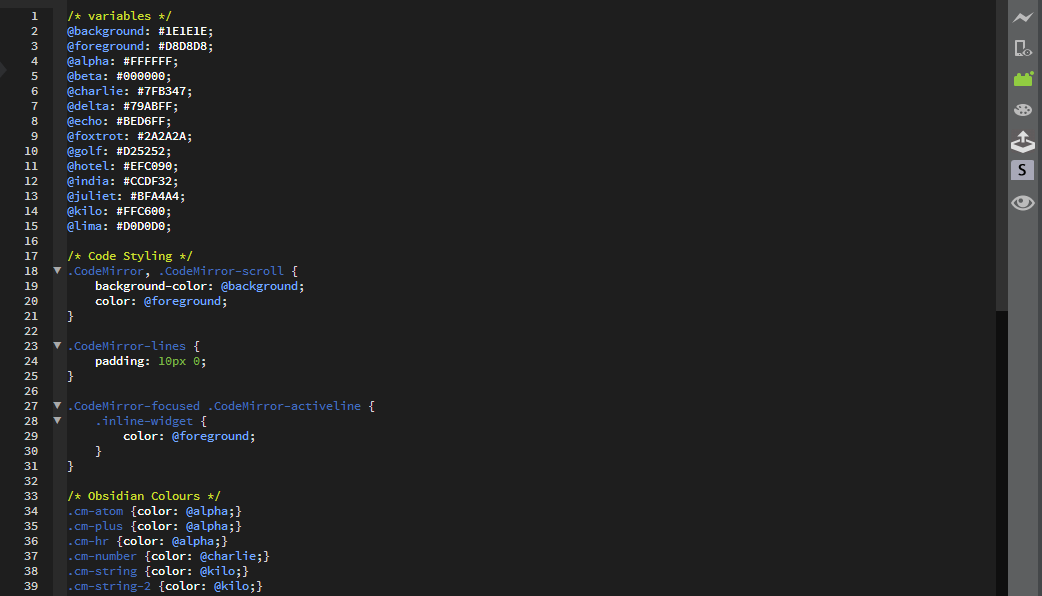 1 /* variables */
2 @background: #1E1E1E;
3 @foreground: #D8D8D8;
4 @alpha: #FFFFFF;
5 @beta: #000000;
6 @charlie: #7FB347;
7 @delta: #79ABFF;
8 @echo: #BED6FF;
9 @foxtrot: #2A2A2A;
10 @golf: #D25252;
11 @hotel: #EFC090;
12 @india: #CCDF32;
13 @juliet: #BFA4A4;
14 @kilo: #FFC600;
15 @lima: #D0D0D0;
16
17 /* Code Styling */
18 .CodeMirror, .CodeMirror-scroll {
19     background-color: @background;
20     color: @foreground;
21 }
22
23 .CodeMirror-lines {
24     padding: 10px 0;
25 }
26
27 .CodeMirror-focused .CodeMirror-activeline {
28     .inline-widget {
29         color: @foreground;
30     }
31 }
32
33 /* Obsidian Colours */
34 .cm-atom {color: @alpha;}
35 .cm-plus {color: @alpha;}
36 .cm-hr {color: @alpha;}
37 .cm-number {color: @charlie;}
38 .cm-string {color: @kilo;}
39 .cm-string-2 {color: @kilo;}
S